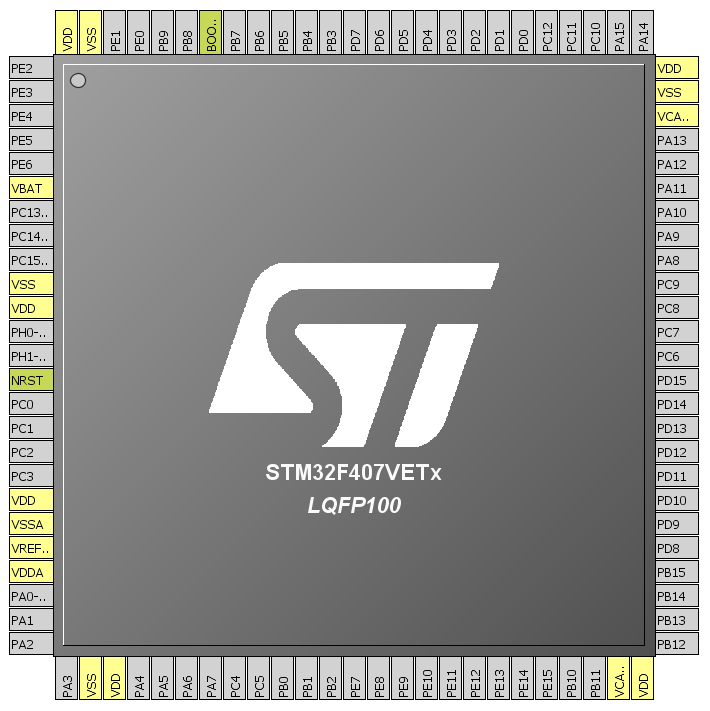 VDD
VSS
PE1
PE0
PB9
PB8
BOO..
PB7
PB6
PB5
PB4
PB3
PD7
PD6
PD5
PD4
PD3
PD2
PD1
PD0
PC12
PC11
PC10
PA15
PA14
PE2
PE3
PE4
PE5
PE6
VBAT
PC13..
PC14..
PC15..
VSS
VDD
PH0-..
PH1-..
NRST
PC0
PC1
PC2
PC3
VDD
VSSA
VREF..
VDDA
PA0-..
PA1
PA2
ST
STM32F407VETx
LQFP100
VDD
VSS
VCA..
PA13
PA12
PA11
PA10
PA9
PA8
PC9
PC8
PC7
PC6
PD15
PD14
PD13
PD12
PD11
PD10
PD9
PD8
PB15
PB14
PB13
PB12
PA3
VSS
VDD
PA4
PA5
PA6
PA7
PC4
PC5
PB0
PB1
PB2
PE7
PE8
PE9
PE10
PE11
PE12
PE13
PE14
PE15
PB10
PB11
VCA..
VDD